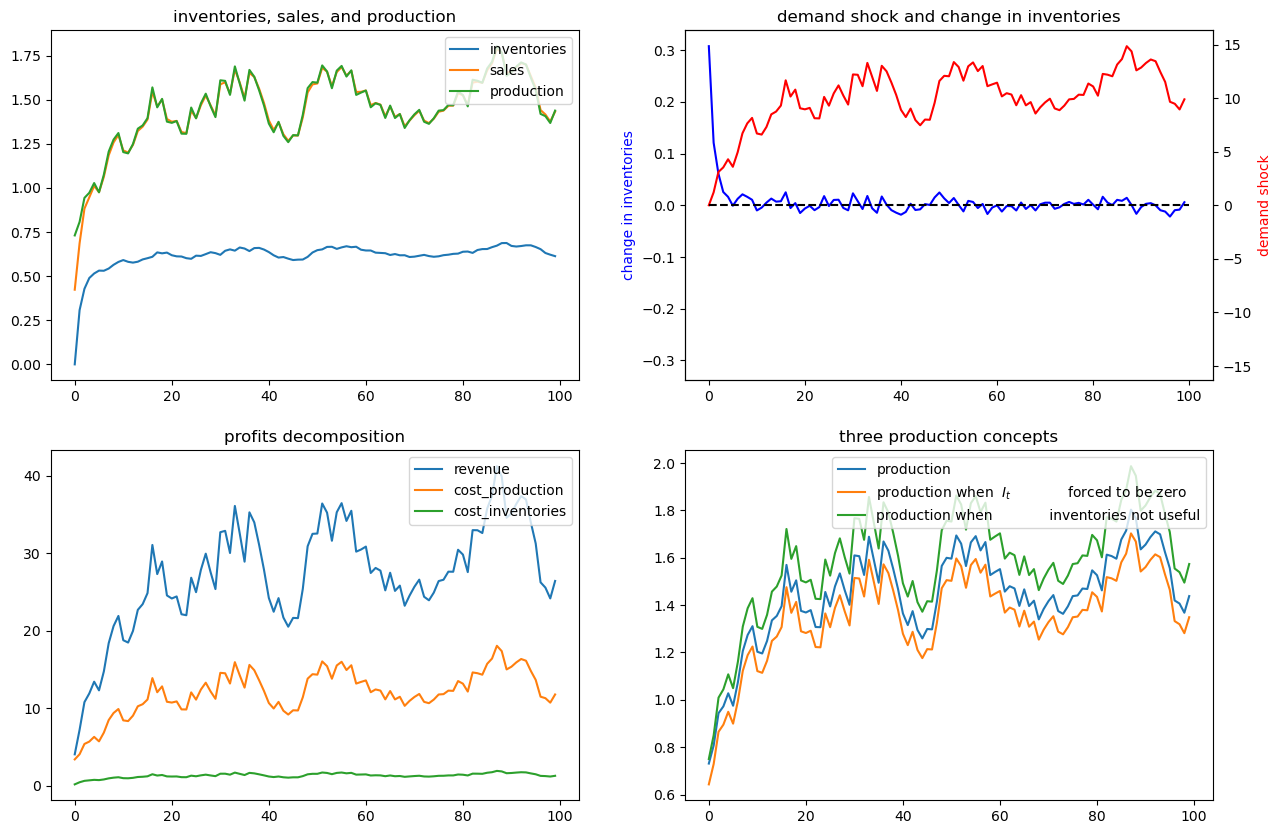 inventories, sales, and production
inventories
sales
production
1.75
1.50
1.25
1.00
0.75
0.50
0.25
0.00
0 20 40 60 80 100
demand shock and change in inventories
change in inventories
0.3
0.2
0.1
0.0
−0.1
−0.2
−0.3
15
10
5
0
−5
−10
−15
demand shock
0 20 40 60 80 100
profits decomposition
revenue
cost_production
cost_inventories
40
30
20
10
0
0 20 40 60 80 100
three production concepts
production
production when I_t forced to be zero
production when inventories not useful
2.0
1.8
1.6
1.4
1.2
1.0
0.8
0.6
0 20 40 60 80 100